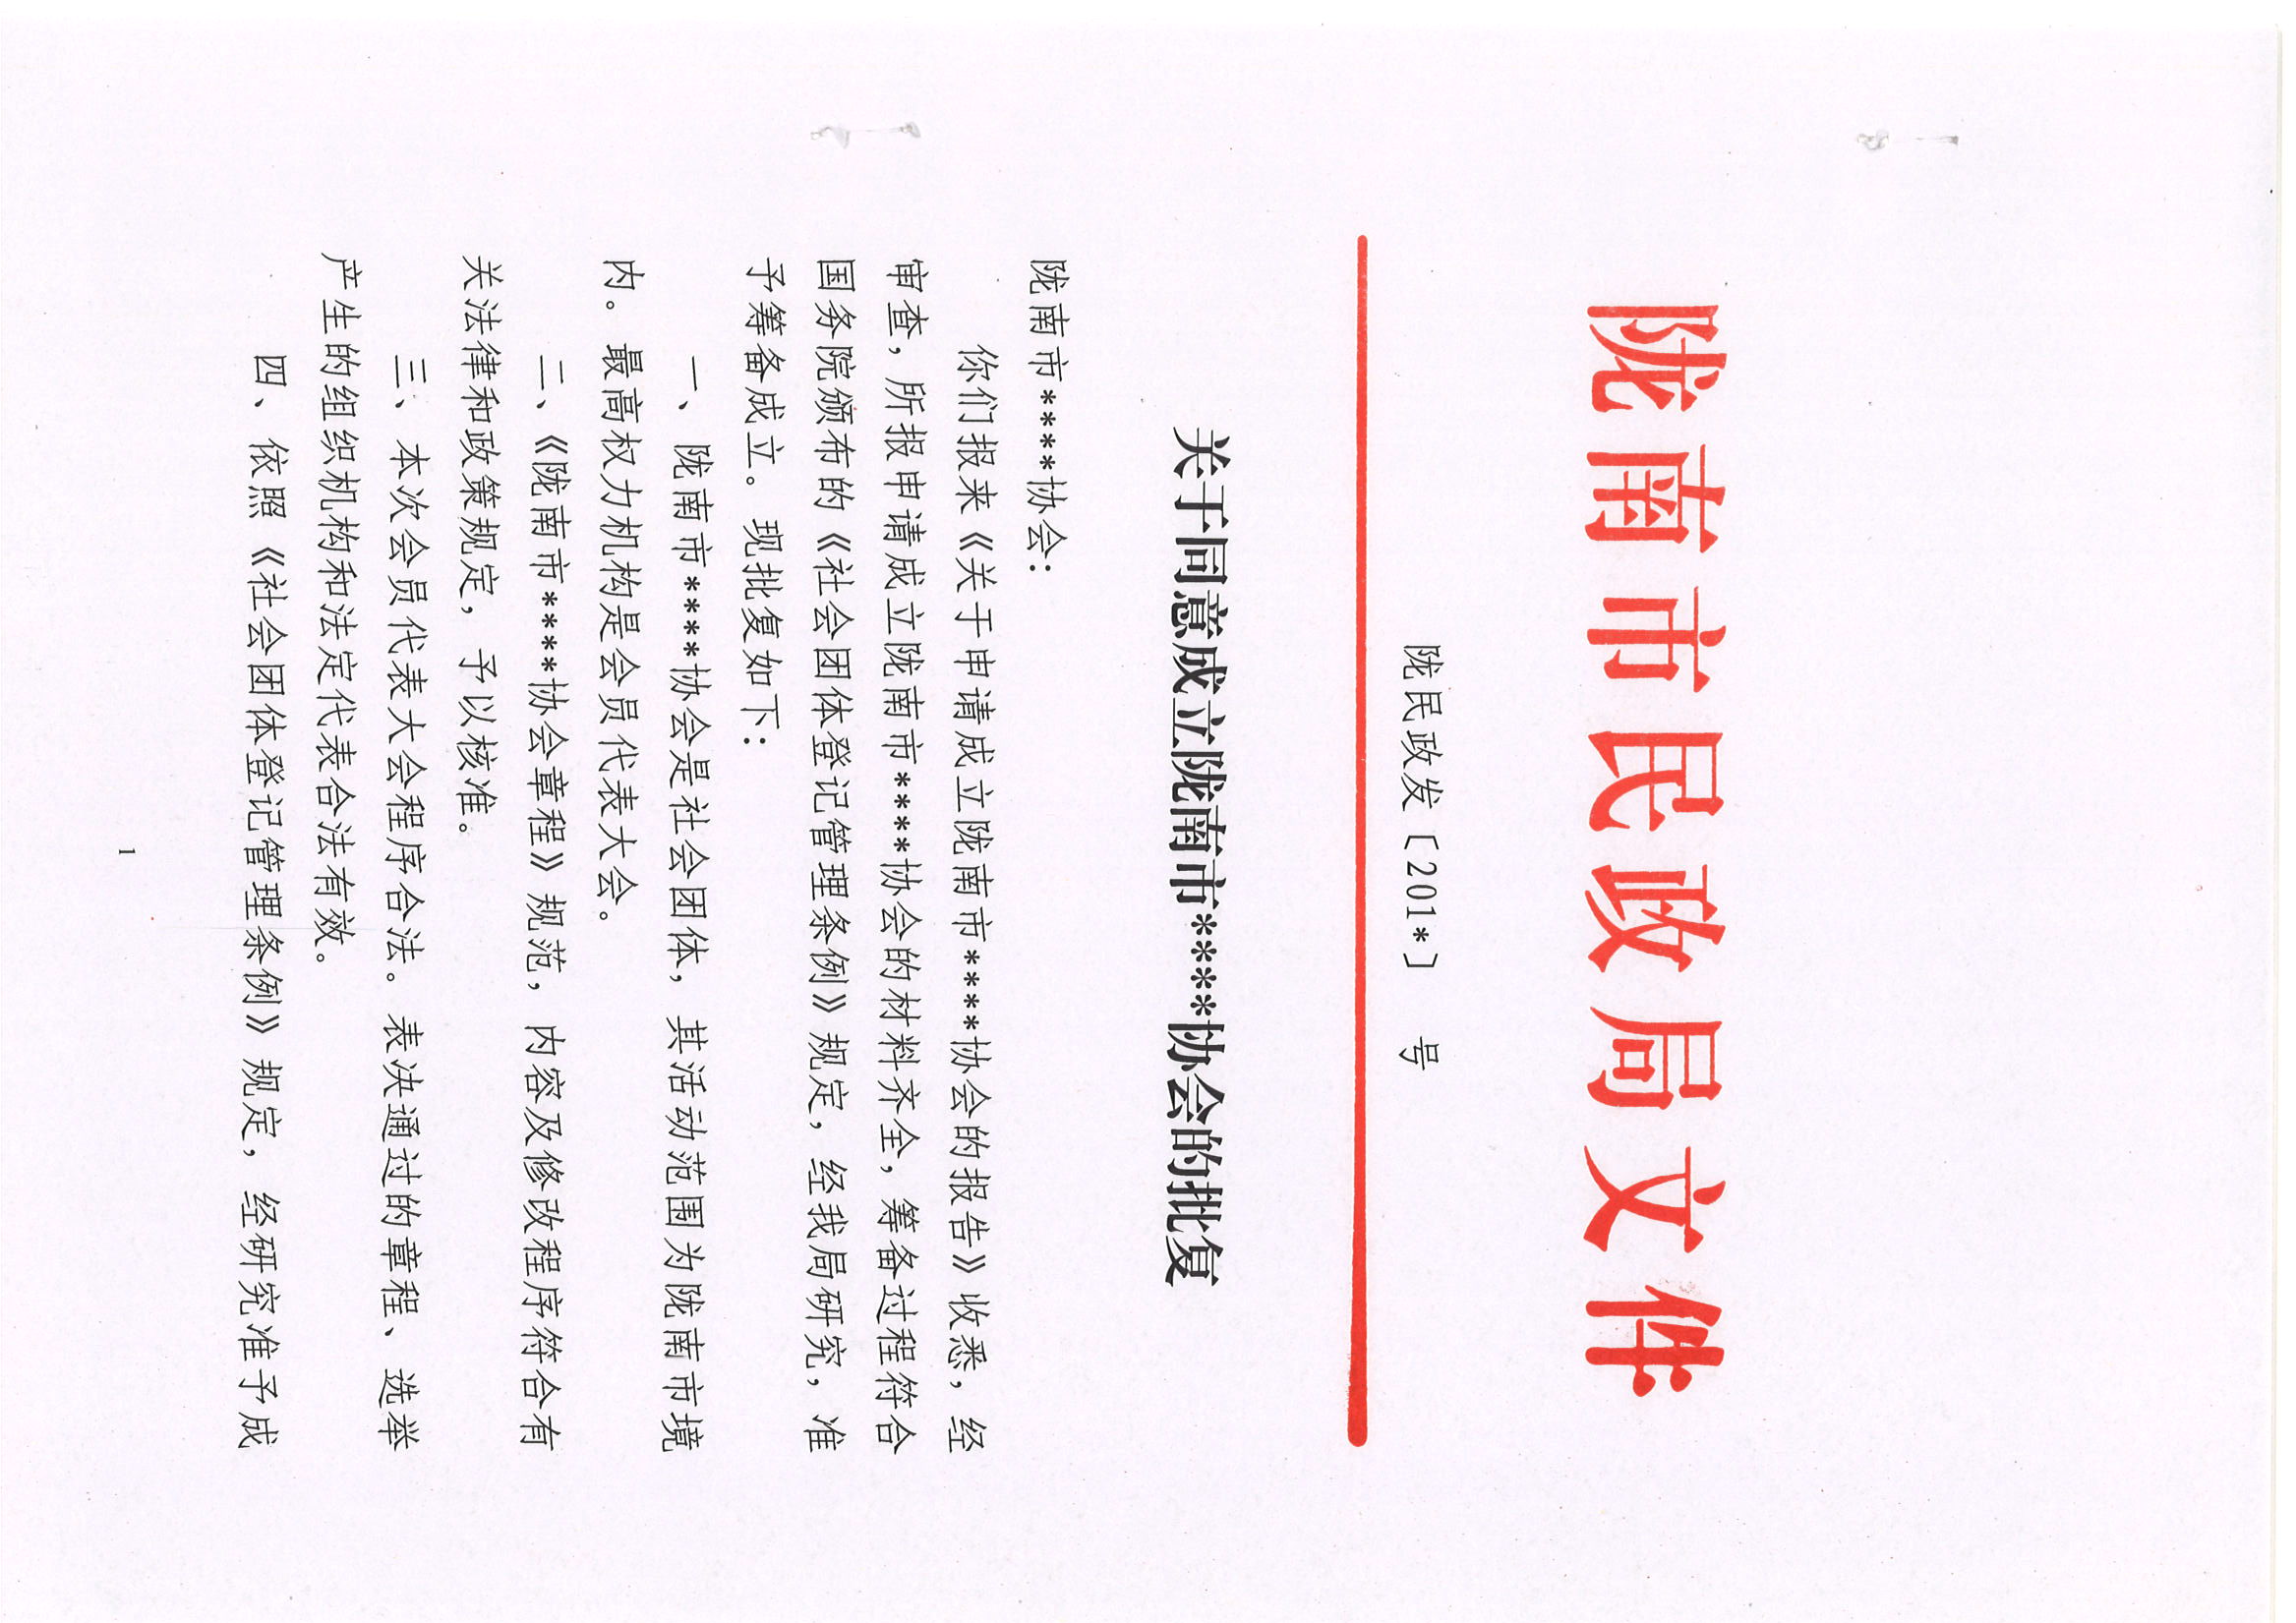 陇南市民政局文件
陇民政发〔201*〕 号
关于同意成立陇南市****协会的批复
陇南市****协会：
你们报来《关于申请成立陇南市****协会的报告》收悉，经
审查，所报申请成立陇南市****协会的材料齐全，筹备过程符合
国务院颁布的《社会团体登记管理条例》规定，经我局研究，准
予筹备成立。现批复如下：
一、陇南市****协会是社会团体，其活动范围为陇南市境
内。最高权力机构是会员代表大会。
二、《陇南市****协会章程》规范，内容及修改程序符合有
关法律和政策规定，予以核准。
三、本次会员代表大会程序合法。表决通过的章程、选举
产生的组织机构和法定代表合法有效。
四、依照《社会团体登记管理条例》规定，经研究准予成
1